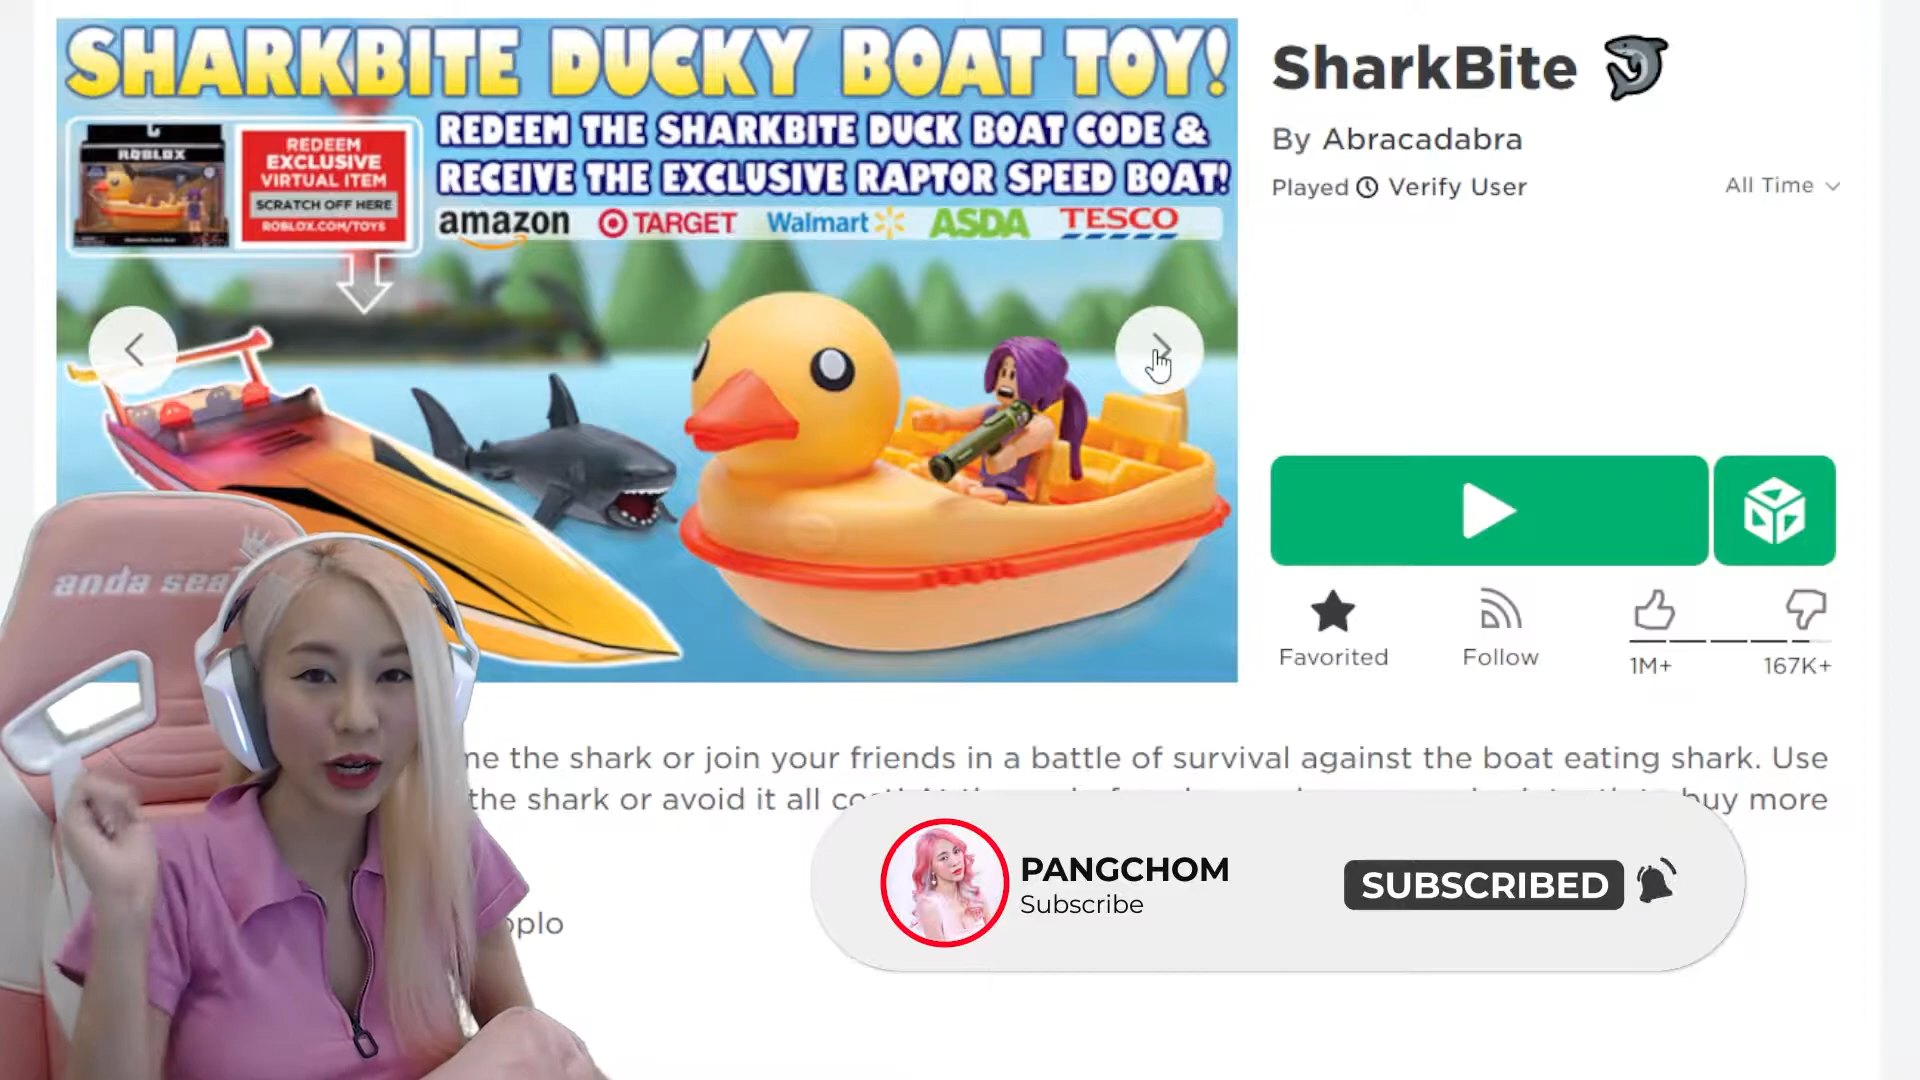 SHARKBITE DUCKY BOAT TOY!
REDEEM THE SHARKBITE DUCK BOAT CODE &
RECEIVE THE EXCLUSIVE RAPTOR SPEED BOAT!
ROBLOX
REDEEM
EXCLUSIVE
VIRTUAL ITEM
SCRATCH OFF HERE
ROBLOX.COM/TOYS
amazon TARGET Walmart ASDA TESCO
SharkBite
By Abracadabra
Played Verify User
All Time
Favorited
Follow
1M+
167K+
anda sea
me the shark or join your friends in a battle of survival against the boat eating shark. Use
the shark or avoid it all buy more
oplo
PANGCHOM
Subscribe
SUBSCRIBED